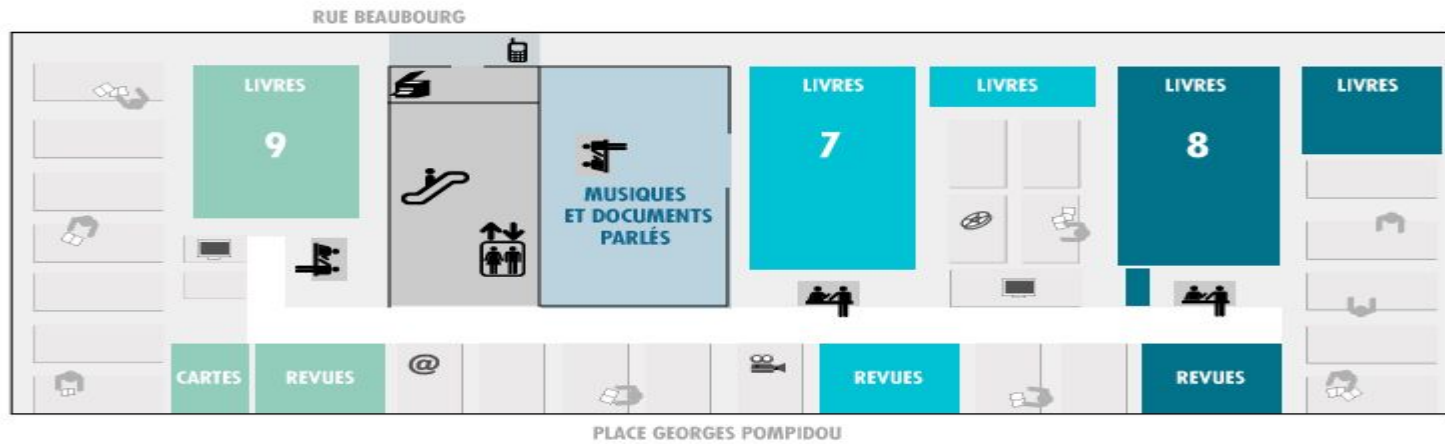 RUE BEAUBOURG
LIVRES
9
MUSIQUES
ET DOCUMENTS
PARLÉS
LIVRES
7
LIVRES
LIVRES
8
LIVRES
CARTES
REVUES
@
REVUES
REVUES
PLACE GEORGES POMPIDOU